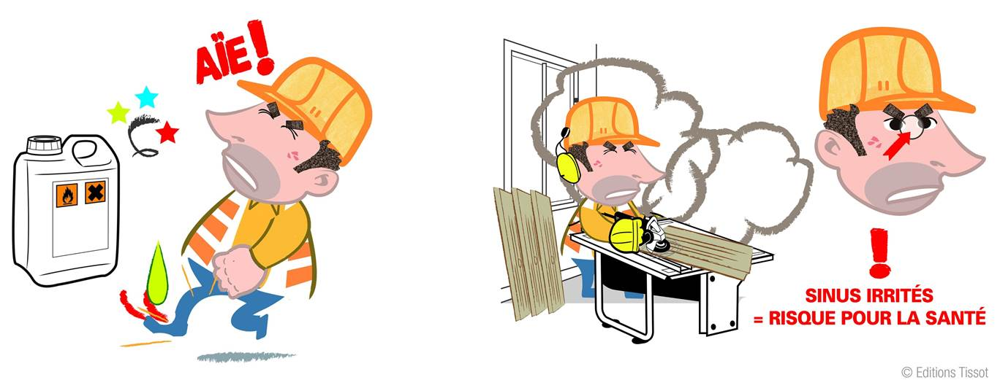 AÏE!
!
SINUS IRRITÉS
= RISQUE POUR LA SANTÉ
© Editions Tissot